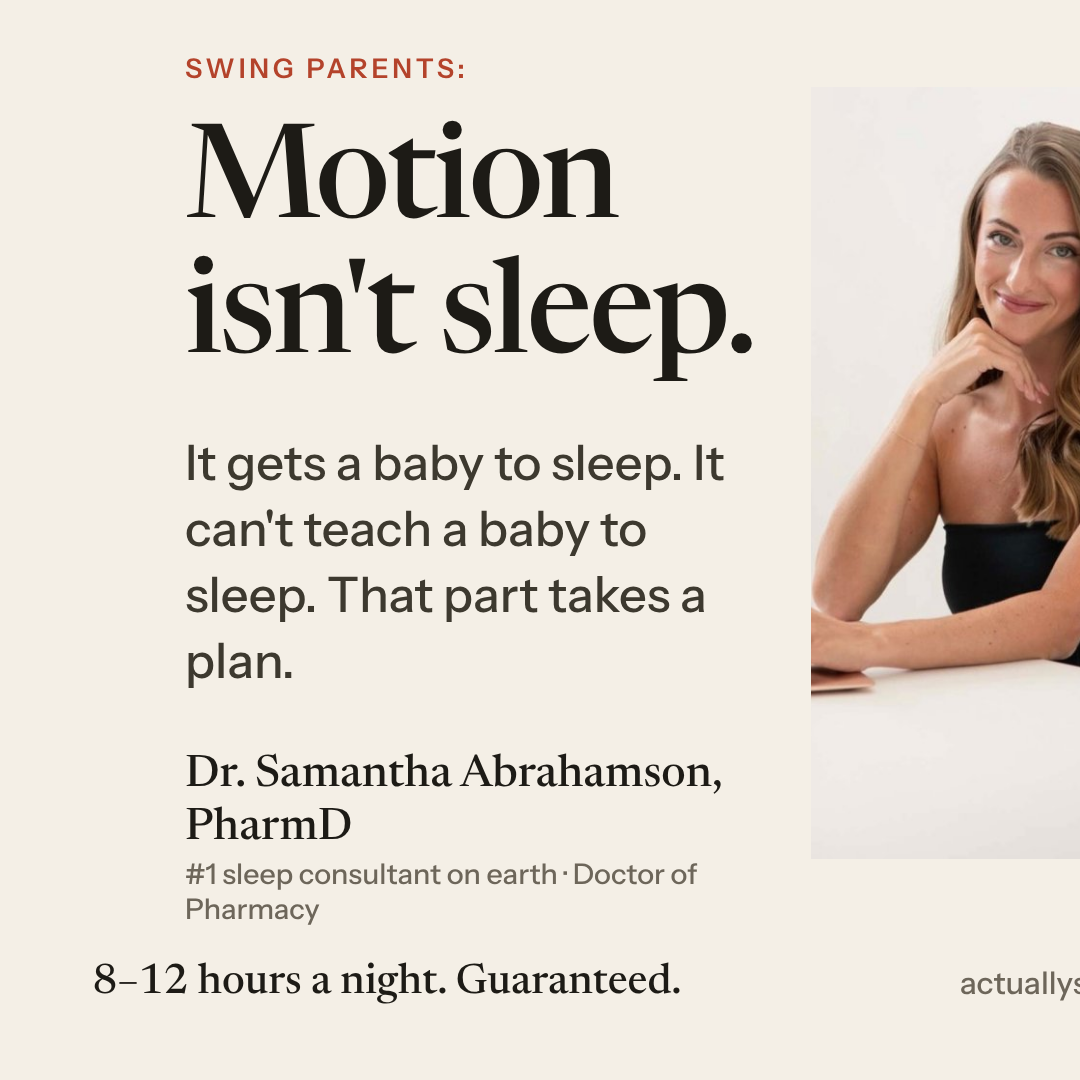 SWING PARENTS:
Motion
isn't sleep.
It gets a baby to sleep. It
can't teach a baby to
sleep. That part takes a
plan.
Dr. Samantha Abrahamson,
PharmD
#1 sleep consultant on earth · Doctor of
Pharmacy
8–12 hours a night. Guaranteed.